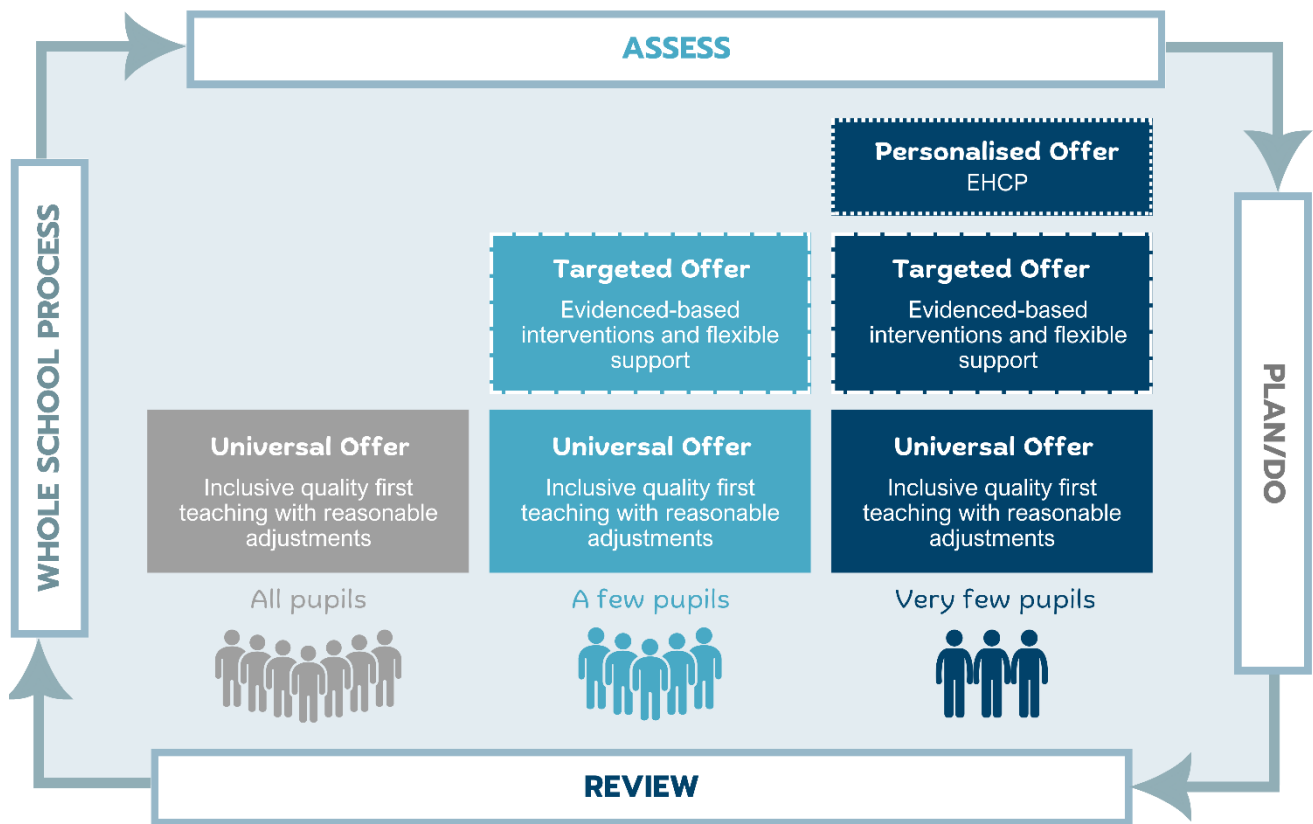 ASSESS
WHOLE SCHOOL PROCESS
Personalised Offer
EHCP
Targeted Offer
Evidenced-based
interventions and flexible
support
Targeted Offer
Evidenced-based
interventions and flexible
support
Universal Offer
Inclusive quality first
teaching with reasonable
adjustments
Universal Offer
Inclusive quality first
teaching with reasonable
adjustments
Universal Offer
Inclusive quality first
teaching with reasonable
adjustments
All pupils
A few pupils
Very few pupils
PLAN/DO
REVIEW